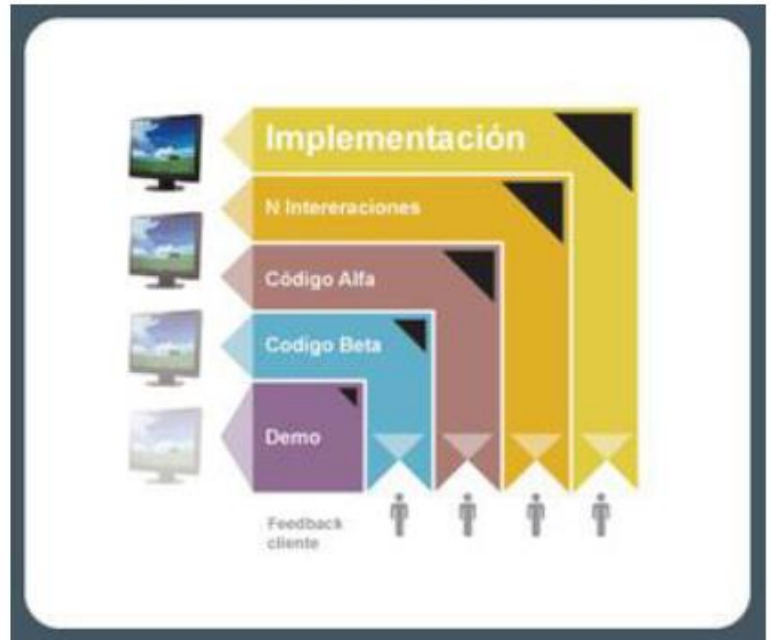 Implementación
N Intereraciones
Código Alfa
Codigo Beta
Demo
Feedback
cliente